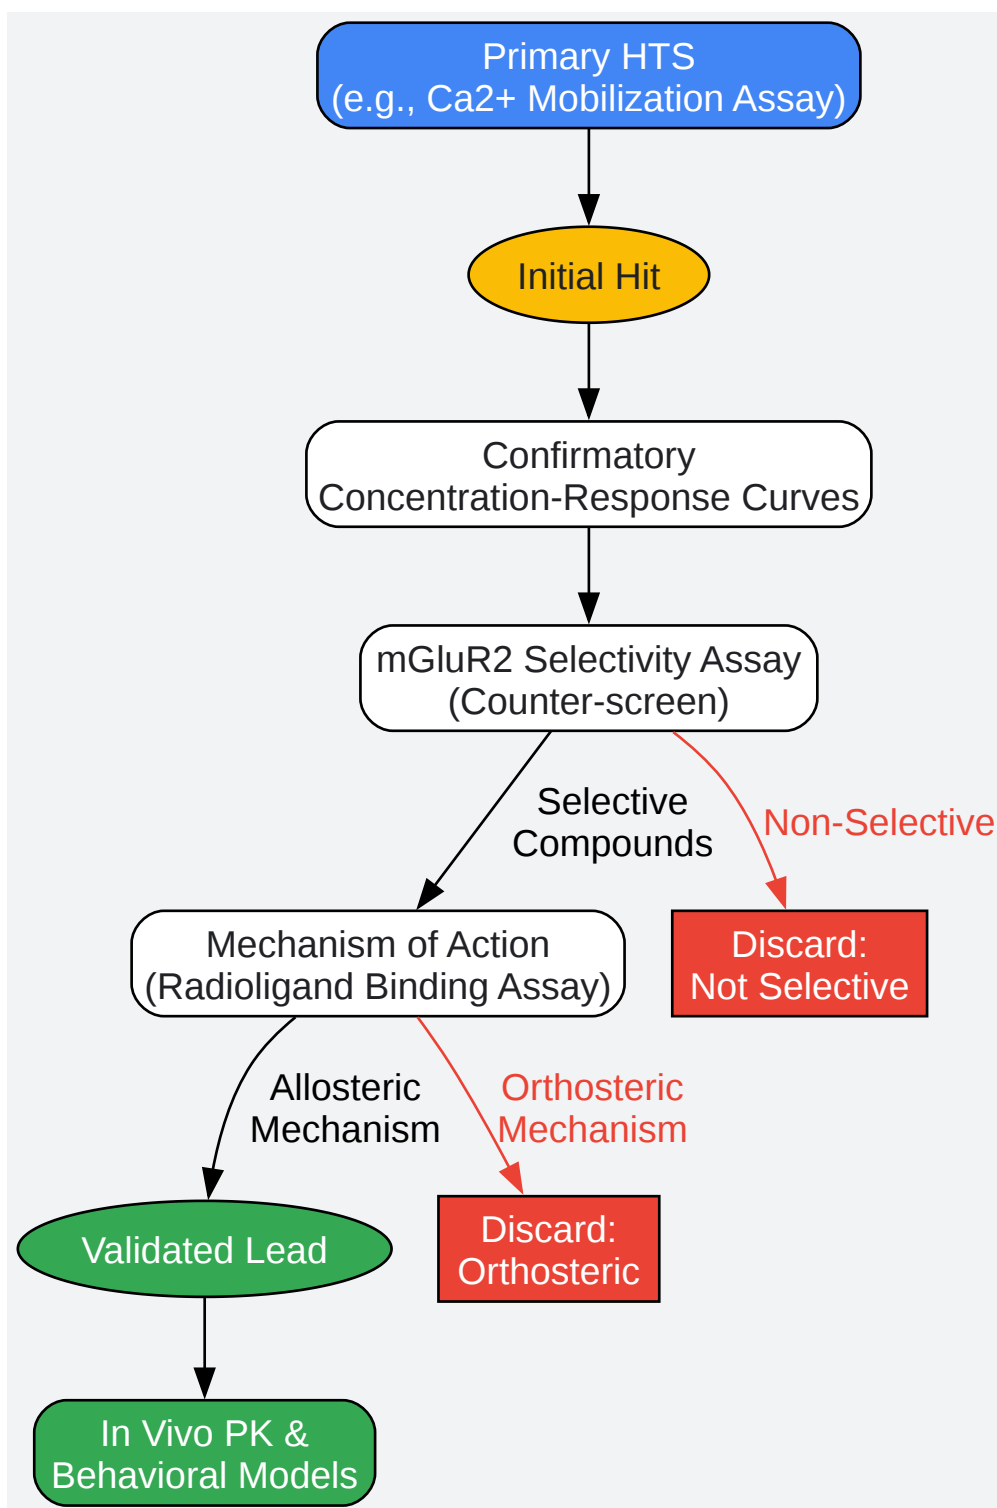 Primary HTS
(e.g., Ca2+ Mobilization Assay)
Initial Hit
Confirmatory
Concentration-Response Curves
mGluR2 Selectivity Assay
(Counter-screen)
Selective
Compounds
Non-Selective
Mechanism of Action
(Radioligand Binding Assay)
Discard:
Not Selective
Allosteric
Mechanism
Orthosteric
Mechanism
Validated Lead
Discard:
Orthosteric
In Vivo PK &
Behavioral Models